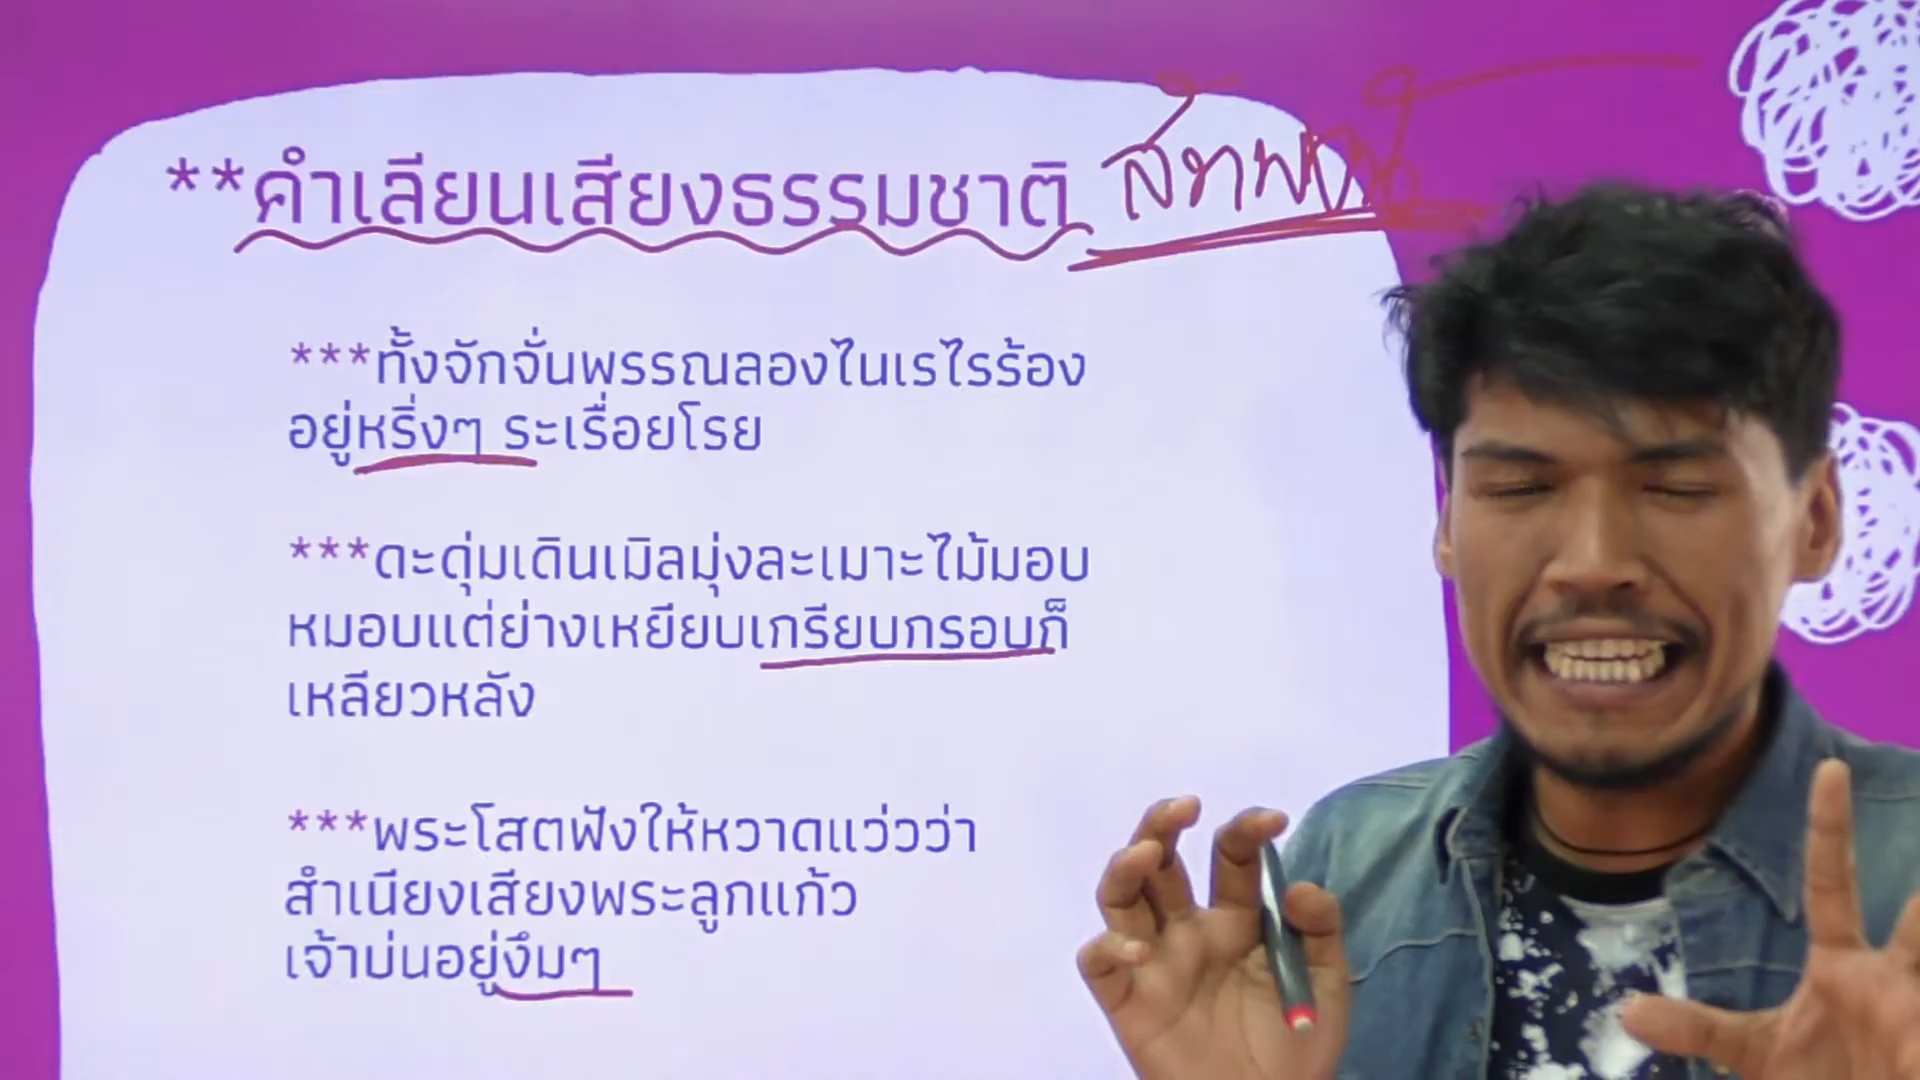 **คำเลียนเสียงธรรมชาติ
***ทั้งจักจั่นพรรณลองไนเรไรร้อง
อยู่หริ่งๆ ระเรื่อยโรย
***ดะดุ่มเดินเมิลมุ่งละเมาะไม้มอบ
หมอบแต่ย่างเหยียบเกรียบกรอบก็
เหลียวหลัง
***พระโสตฟังให้หวาดแว่วว่า
สำเนียงเสียงพระลูกแก้ว
เจ้าบ่นอยู่งึมๆ